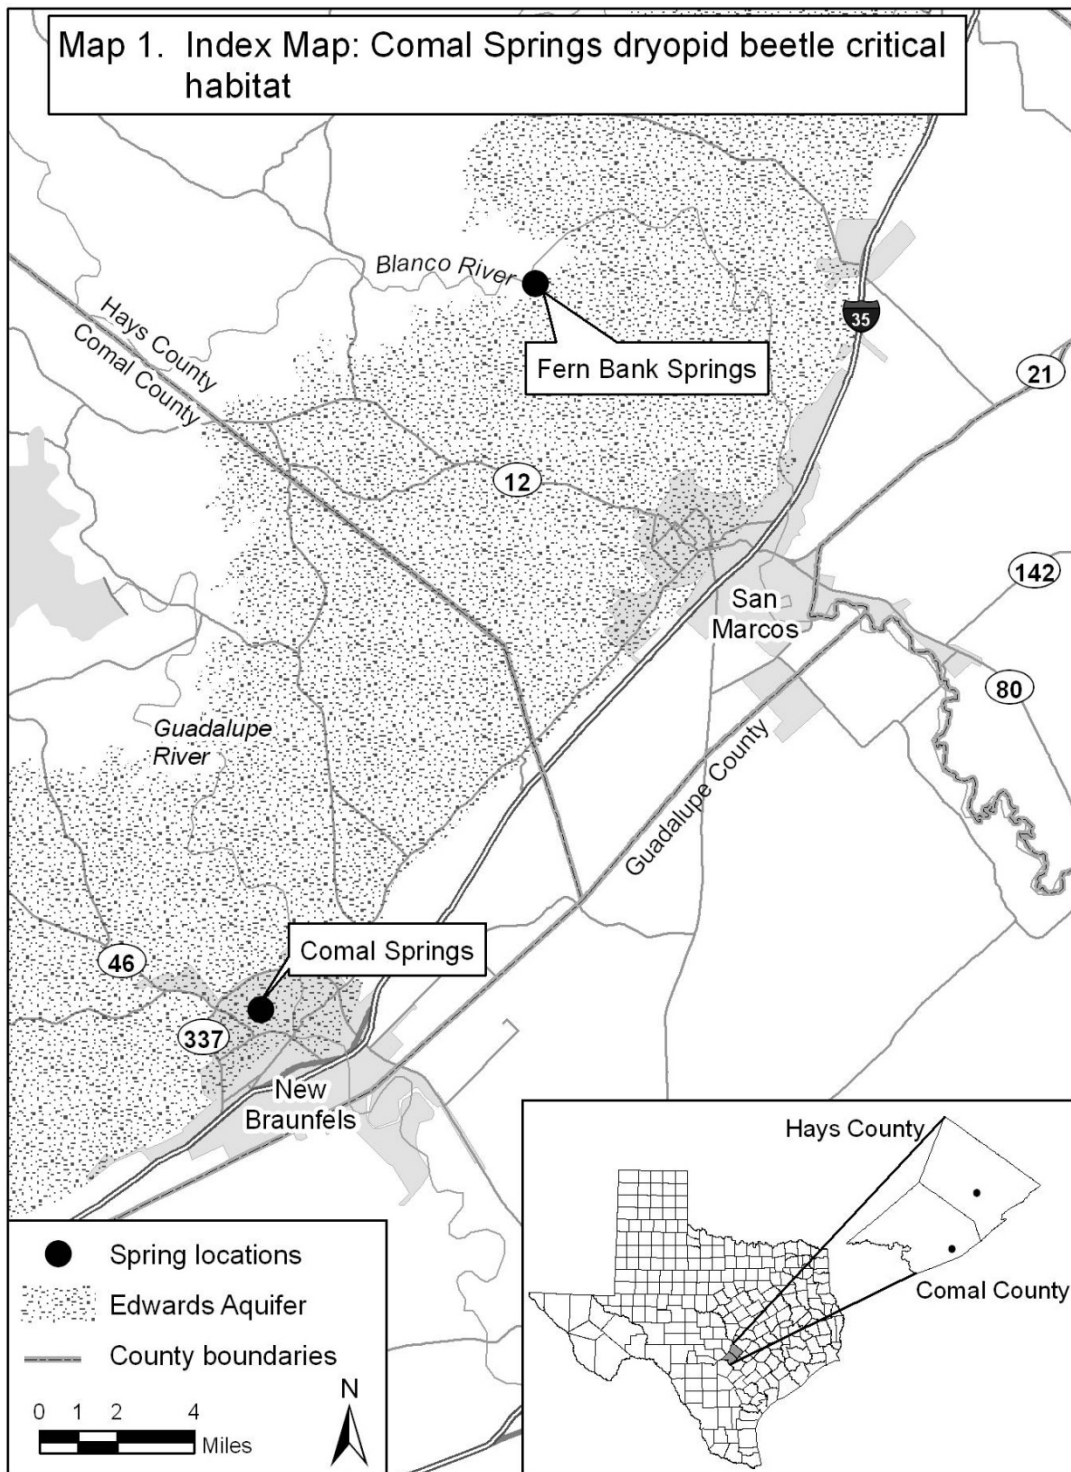 Map 1. Index Map: Comal Springs dryopid beetle critical
habitat
Blanco River
Hays County
Comal County
Fern Bank Springs
35
21
12
142
San
Marcos
80
Guadalupe
River
Guadalupe County
Comal Springs
46
337
New
Braunfels
Hays County
Comal County
Spring locations
Edwards Aquifer
County boundaries
N
0 1 2 4
Miles